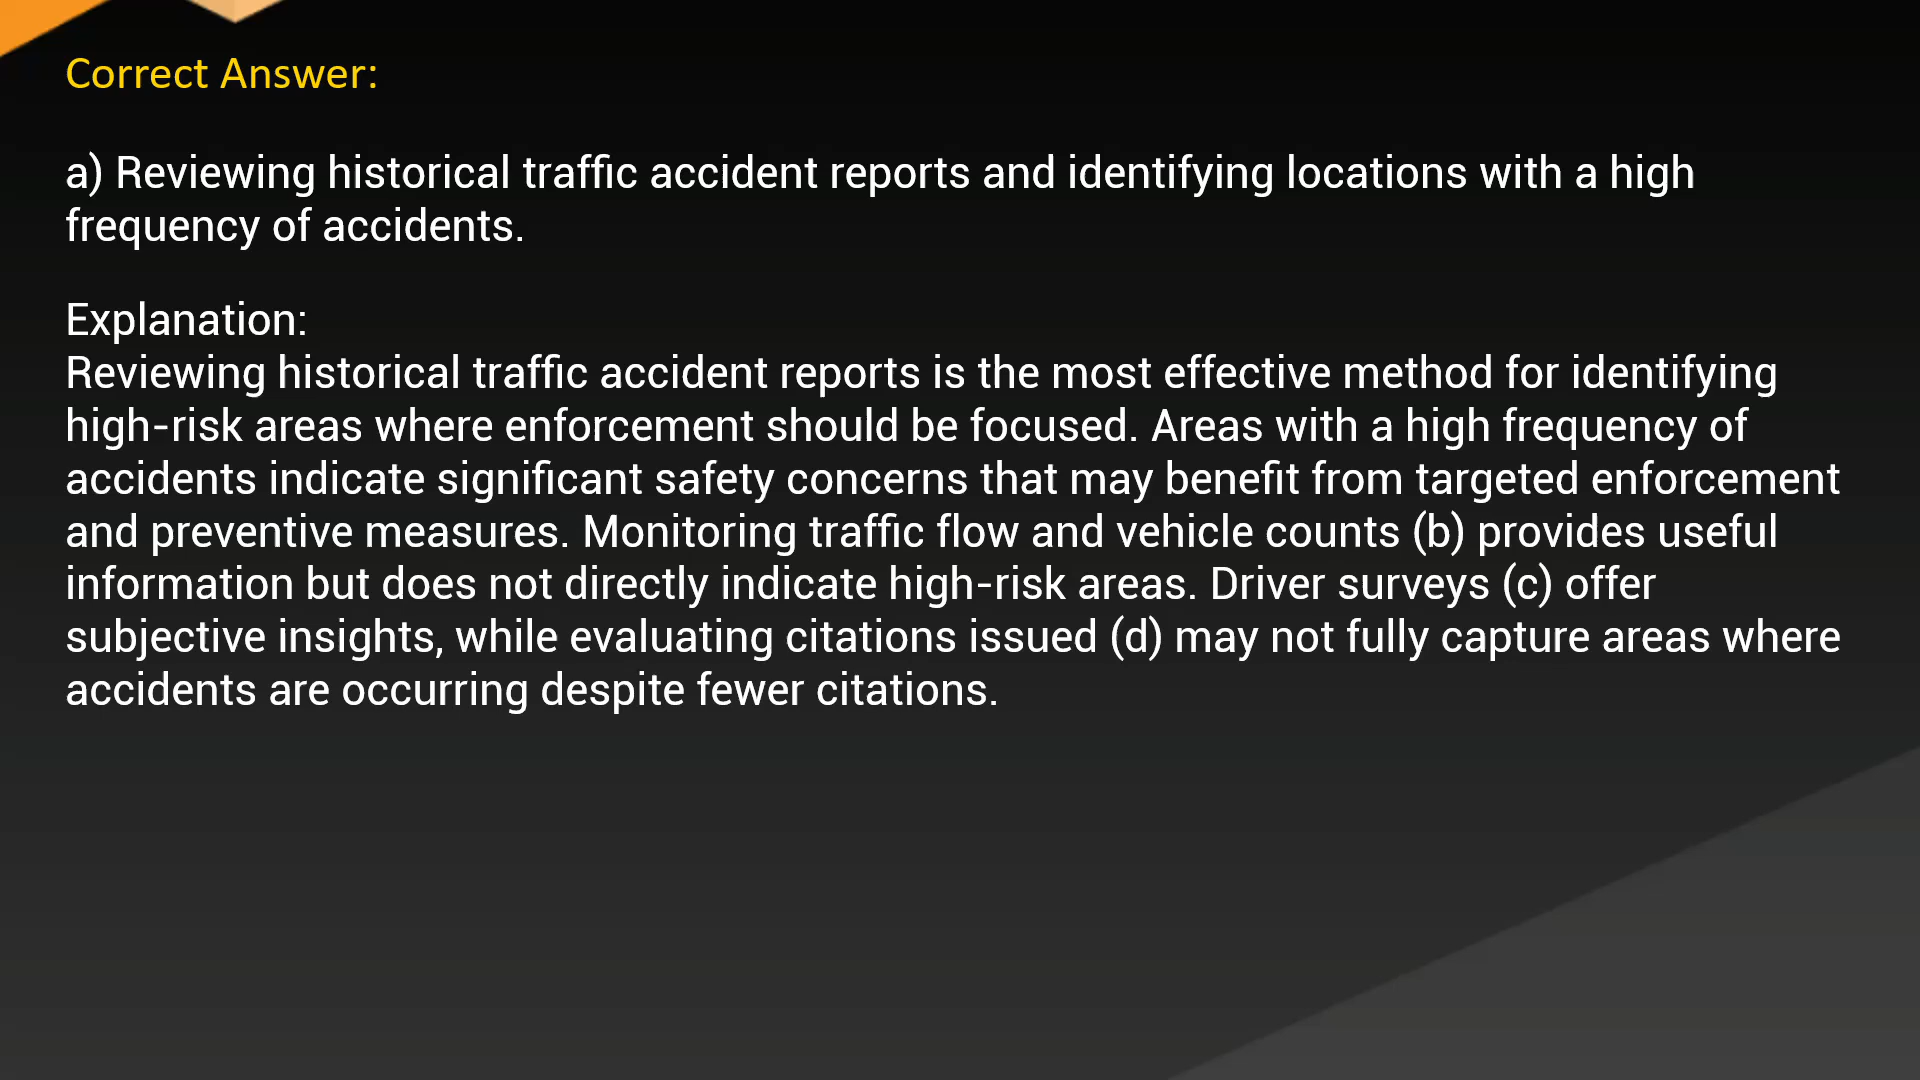 Correct Answer:
a) Reviewing historical traffic accident reports and identifying locations with a high
frequency of accidents.
Explanation:
Reviewing historical traffic accident reports is the most effective method for identifying
high-risk areas where enforcement should be focused. Areas with a high frequency of
accidents indicate significant safety concerns that may benefit from targeted enforcement
and preventive measures. Monitoring traffic flow and vehicle counts (b) provides useful
information but does not directly indicate high-risk areas. Driver surveys (c) offer
subjective insights, while evaluating citations issued (d) may not fully capture areas where
accidents are occurring despite fewer citations.